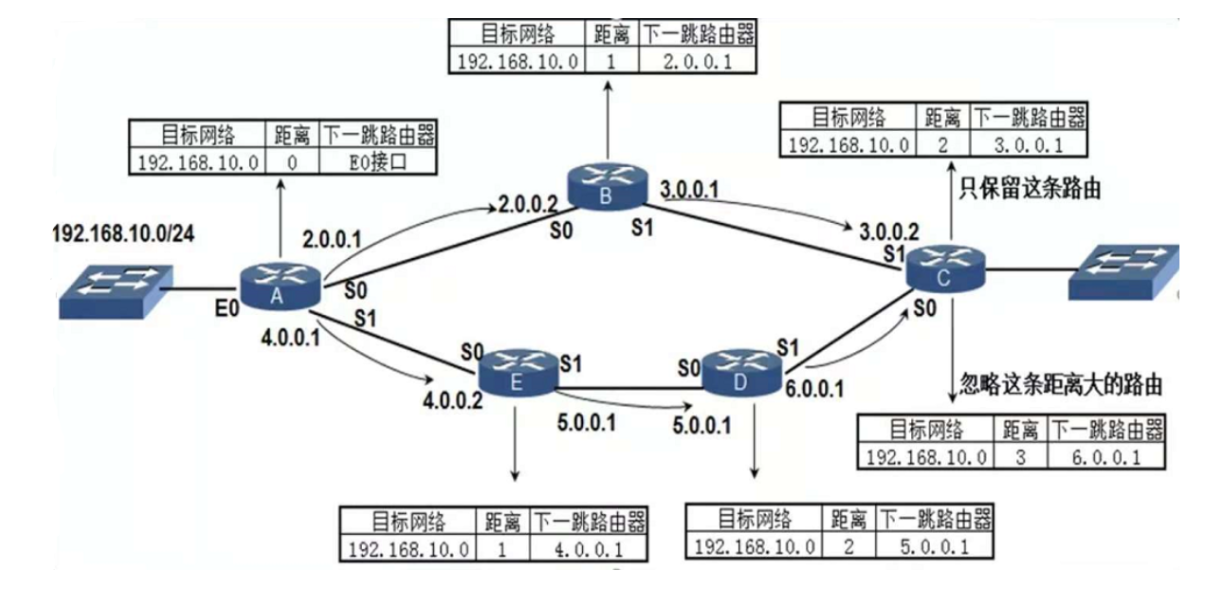 目标网络 距离 下一跳路由器
192.168.10.0 1 2.0.0.1
目标网络 距离 下一跳路由器
192.168.10.0 0 E0接口
目标网络 距离 下一跳路由器
192.168.10.0 2 3.0.0.1
只保留这条路由
B
2.0.0.2
3.0.0.1
S0
S1
192.168.10.0/24
2.0.0.1
3.0.0.2
S1
A
C
E0
S0
S0
4.0.0.1
S1
S0
E
S1
S0
D
S1
4.0.0.2
6.0.0.1
5.0.0.1
5.0.0.1
忽略这条距离大的路由
目标网络 距离 下一跳路由器
192.168.10.0 3 6.0.0.1
目标网络 距离 下一跳路由器
192.168.10.0 1 4.0.0.1
目标网络 距离 下一跳路由器
192.168.10.0 2 5.0.0.1